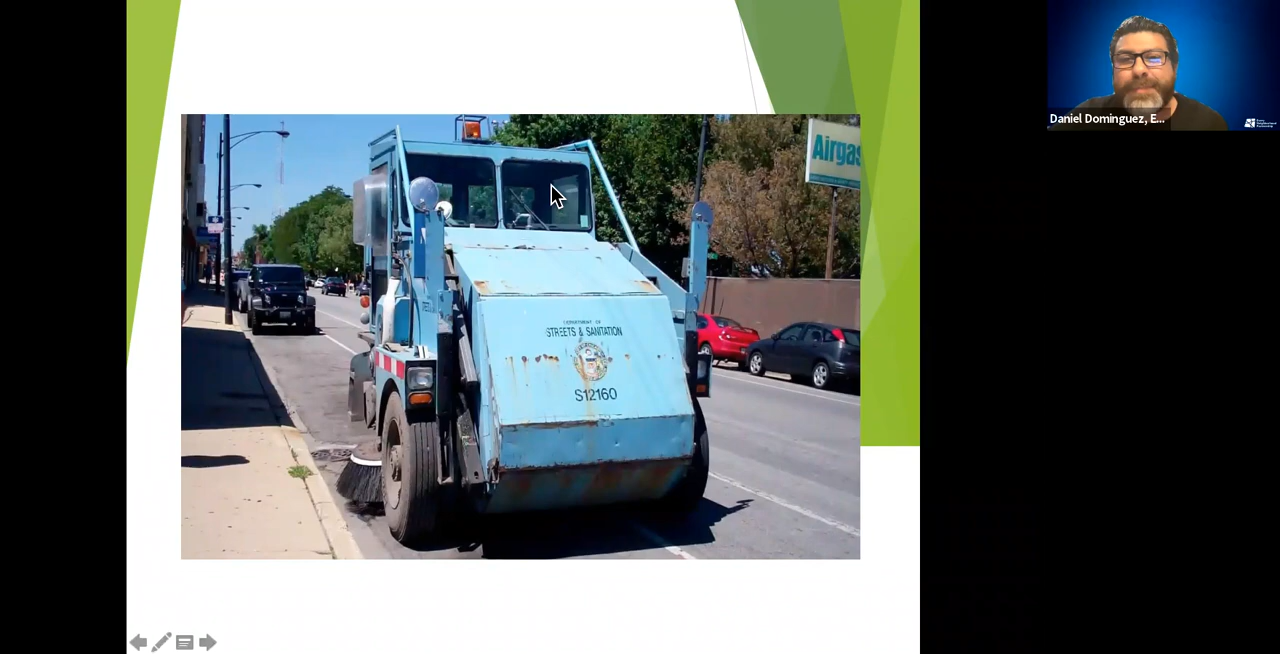 Airgas
DEPARTMENT OF
STREETS & SANITATION
S12160
Daniel Dominguez, E...